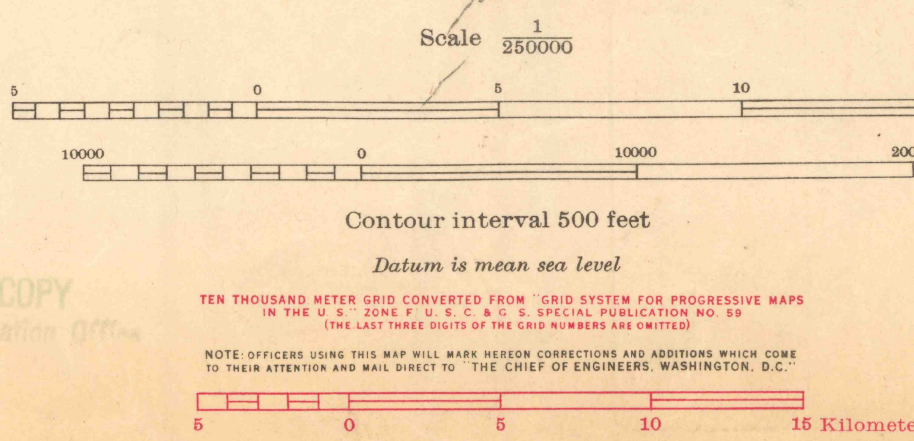 Scale 1/250000
5 0 5 10
10000 0 10000
Contour interval 500 feet
Datum is mean sea level
COPY
TEN THOUSAND METER GRID CONVERTED FROM "GRID SYSTEM FOR PROGRESSIVE MAPS
IN THE U S." ZONE F U. S. C. & G S. SPECIAL PUBLICATION NO. 59
(THE LAST THREE DIGITS OF THE GRID NUMBERS ARE OMITTED)
NOTE: OFFICERS USING THIS MAP WILL MARK HEREON CORRECTIONS AND ADDITIONS WHICH COME
TO THEIR ATTENTION AND MAIL DIRECT TO "THE CHIEF OF ENGINEERS, WASHINGTON, D.C."
5 0 5 10 15 Kilomete